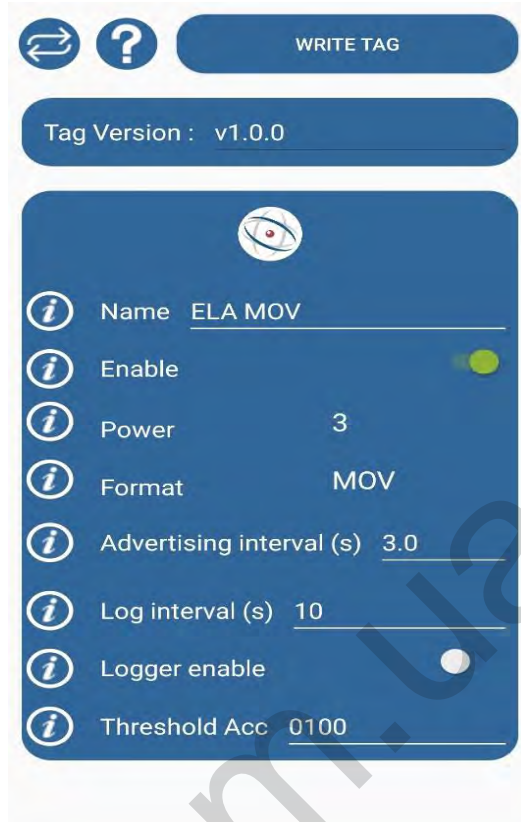 ?
WRITE TAG
Tag Version : v1.0.0
i Name ELA MOV
i Enable
i Power 3
i Format MOV
i Advertising interval (s) 3.0
i Log interval (s) 10
i Logger enable
i Threshold Acc 0100
m.ua